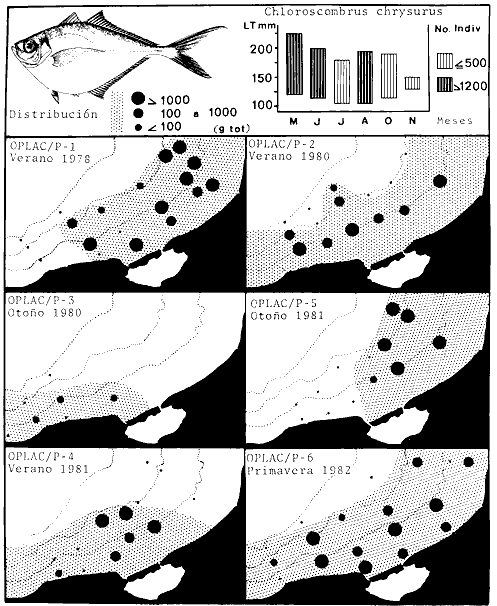 Chloroscombrus chrysurus
LT mm
No. Indiv
200
150
100
≤500
≥1200
M J J A O N Meses
Distribución
≥ 1000
100 a 1000
≤ 100 (g tot)
OPLAC/P-1
Verano 1978
OPLAC/P-2
Verano 1980
OPLAC/P-3
Otoño 1980
OPLAC/P-5
Otoño 1981
OPLAC/P-4
Verano 1981
OPLAC/P-6
Primavera 1982